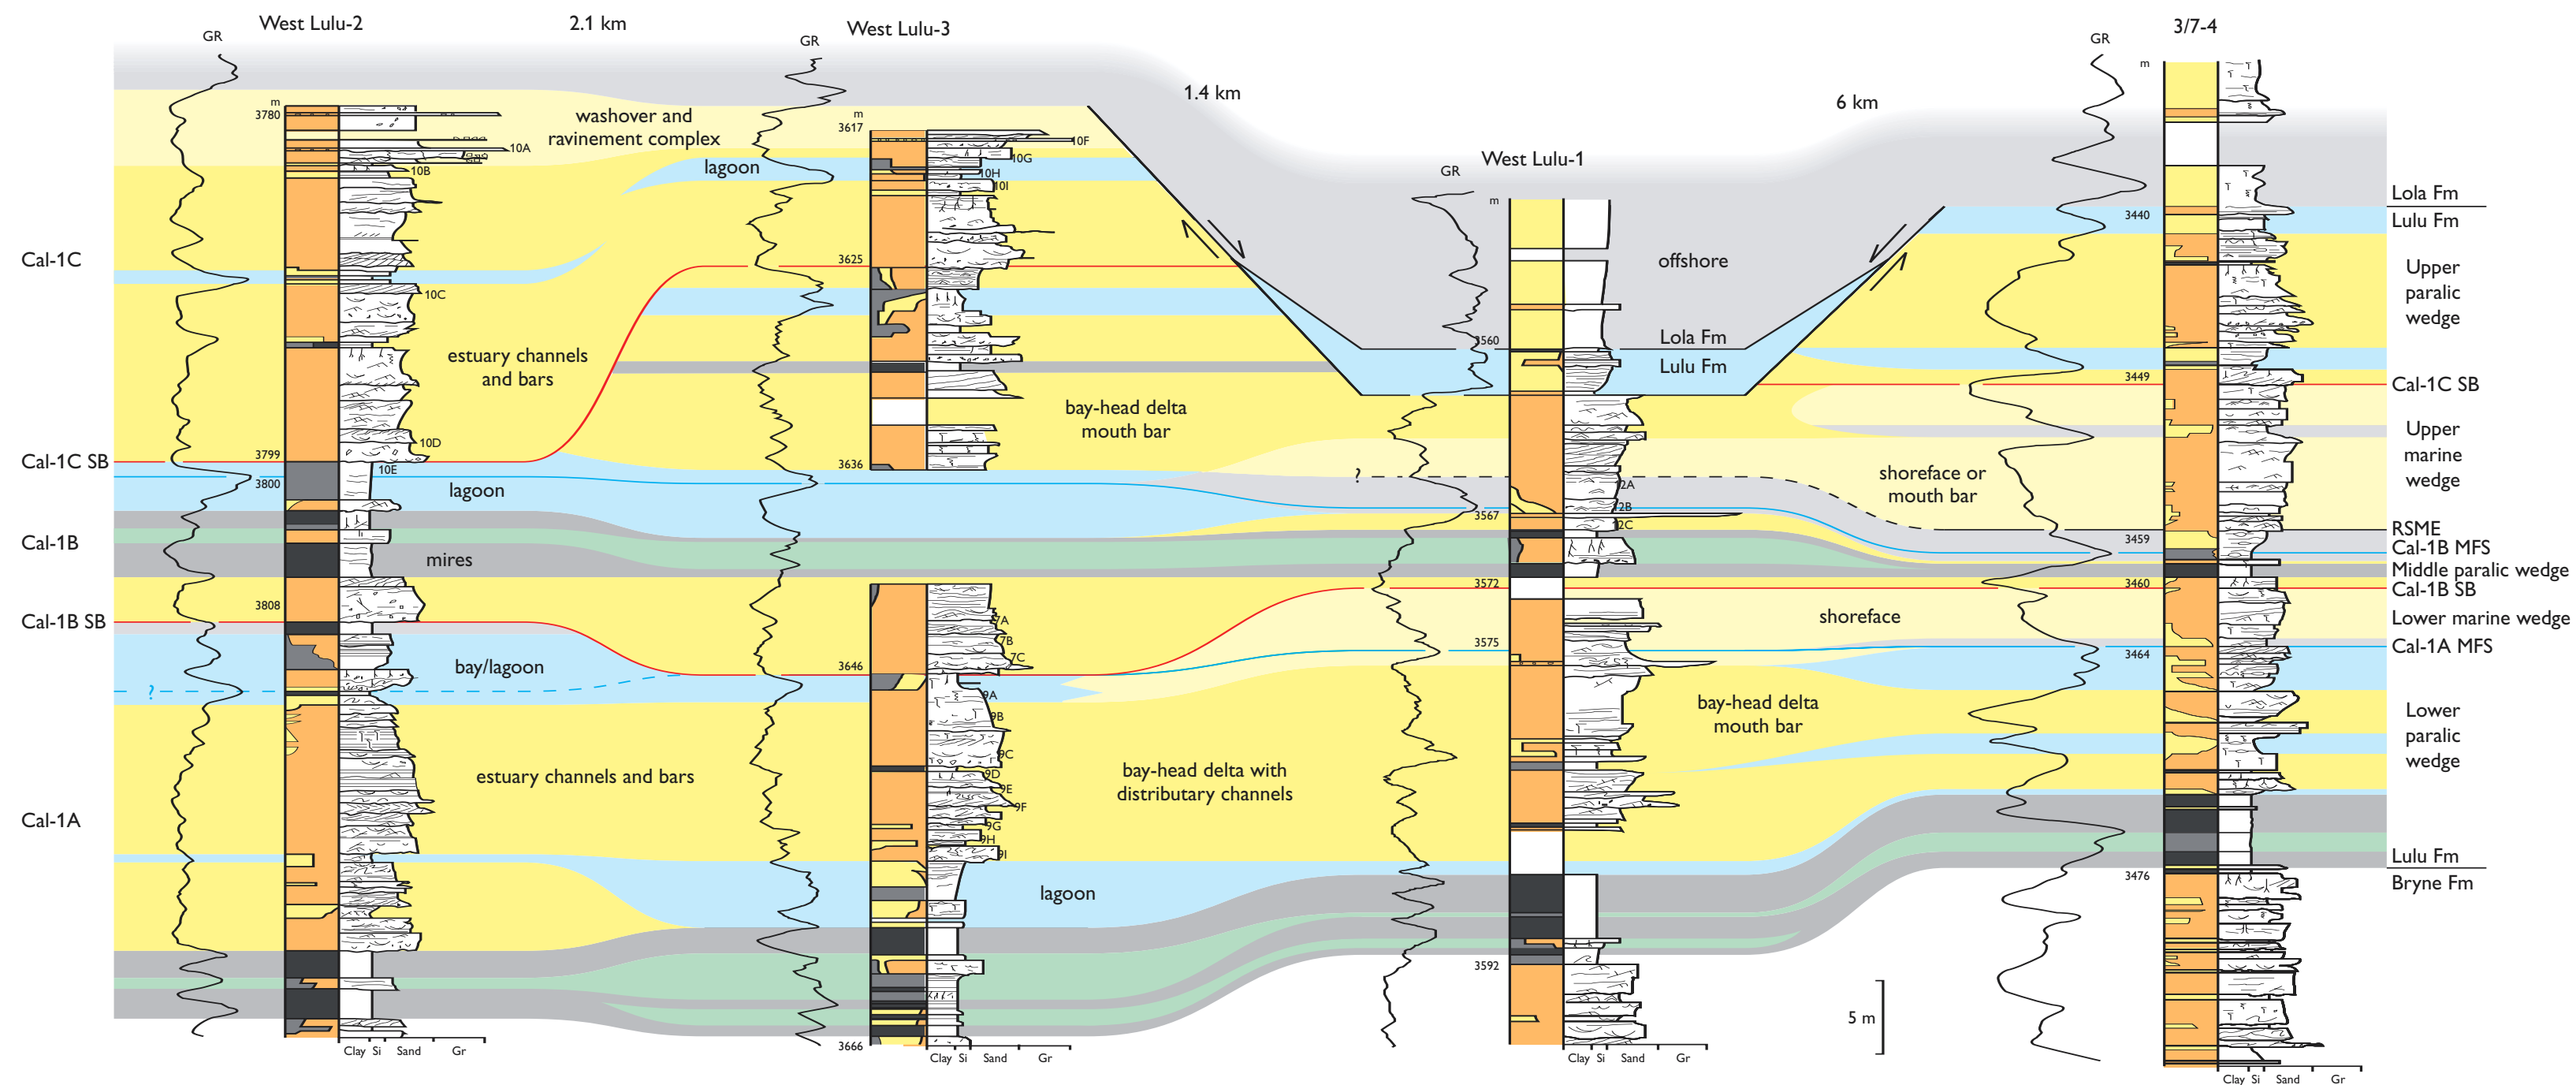 West Lulu-2
2.1 km
West Lulu-3
1.4 km
6 km
3/7-4
GR
GR
GR
GR
West Lulu-1
m
3780
10A
10B
10C
10D
3799
10E
3800
3808
m
3617
10F
10G
10H
10I
3625
3636
7A
7B
7C
3646
9A
9B
9C
9D
9E
9F
9G
9H
9I
3666
m
3560
12A
12B
3567
12C
3572
3575
3592
m
3440
3449
3459
3460
3464
3476
washover and
ravinement complex
lagoon
estuary channels
and bars
bay-head delta
mouth bar
lagoon
mires
bay/lagoon
estuary channels and bars
bay-head delta with
distributary channels
lagoon
offshore
Lola Fm
Lulu Fm
shoreface or
mouth bar
shoreface
bay-head delta
mouth bar
Cal-1C
Cal-1C SB
Cal-1B
Cal-1B SB
Cal-1A
?
?
Lola Fm
Lulu Fm
Upper
paralic
wedge
Cal-1C SB
Upper
marine
wedge
RSME
Cal-1B MFS
Middle paralic wedge
Cal-1B SB
Lower marine wedge
Cal-1A MFS
Lower
paralic
wedge
Lulu Fm
Bryne Fm
5 m
Clay Si Sand Gr
Clay Si Sand Gr
Clay Si Sand Gr
Clay Si Sand Gr